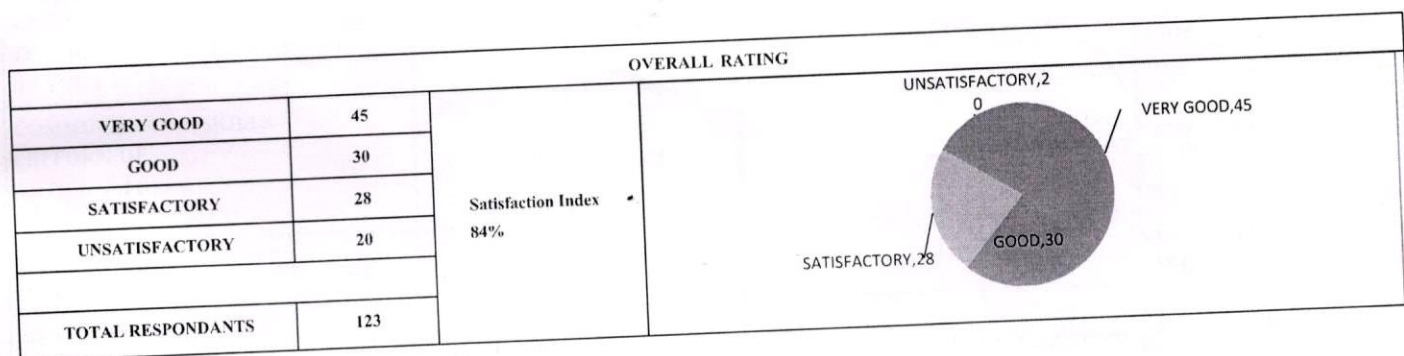 OVERALL RATING
VERY GOOD 45
GOOD 30
SATISFACTORY 28
UNSATISFACTORY 20
TOTAL RESPONDANTS 123
Satisfaction Index
84%
UNSATISFACTORY,2
0
VERY GOOD,45
GOOD,30
SATISFACTORY,28